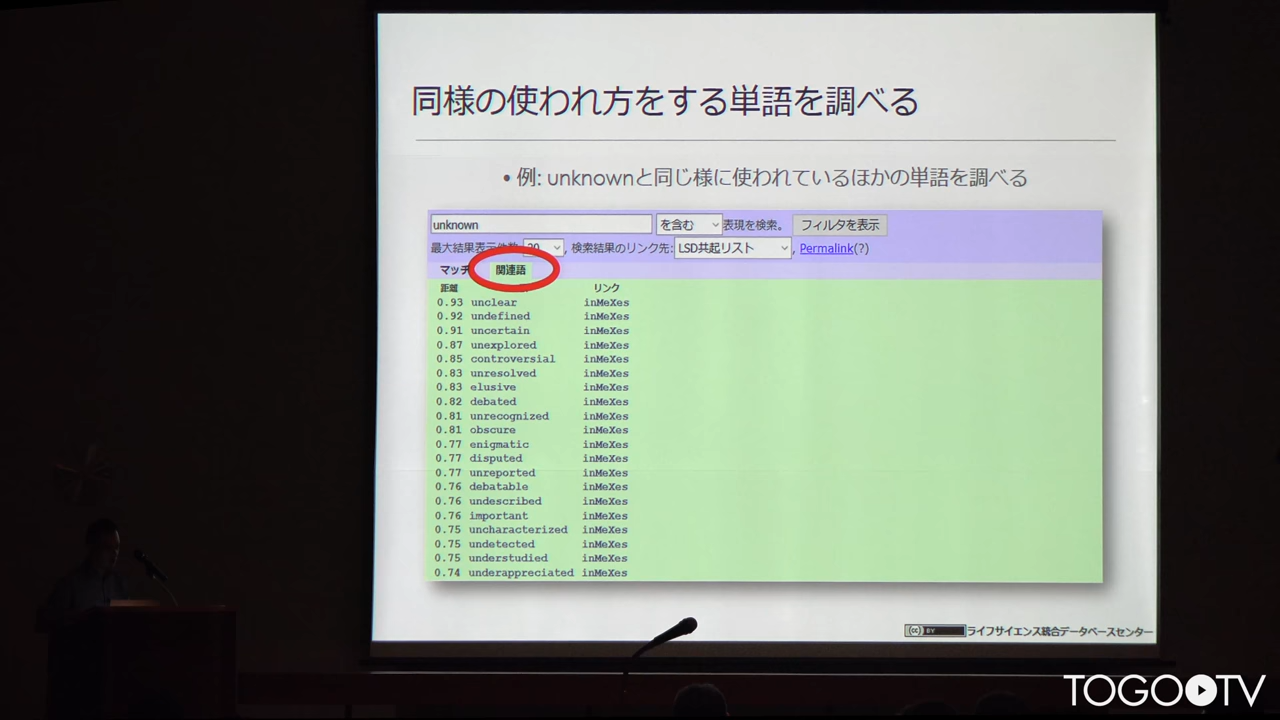 同様の使われ方をする単語を調べる
• 例: unknownと同じ様に使われているほかの単語を調べる
unknown を含む 表現を検索。 フィルタを表示
最大結果表示件数: 20 , 検索結果のリンク先: LSD共起リスト , Permalink(?)
マッチ 関連語
距離 リンク
0.93 unclear inMeXes
0.92 undefined inMeXes
0.91 uncertain inMeXes
0.87 unexplored inMeXes
0.85 controversial inMeXes
0.83 unresolved inMeXes
0.83 elusive inMeXes
0.82 debated inMeXes
0.81 unrecognized inMeXes
0.81 obscure inMeXes
0.77 enigmatic inMeXes
0.77 disputed inMeXes
0.77 unreported inMeXes
0.76 debatable inMeXes
0.76 undescribed inMeXes
0.76 important inMeXes
0.75 uncharacterized inMeXes
0.75 undetected inMeXes
0.75 understudied inMeXes
0.74 underappreciated inMeXes
(cc) BY ライフサイエンス統合データベースセンター
TOGOTV